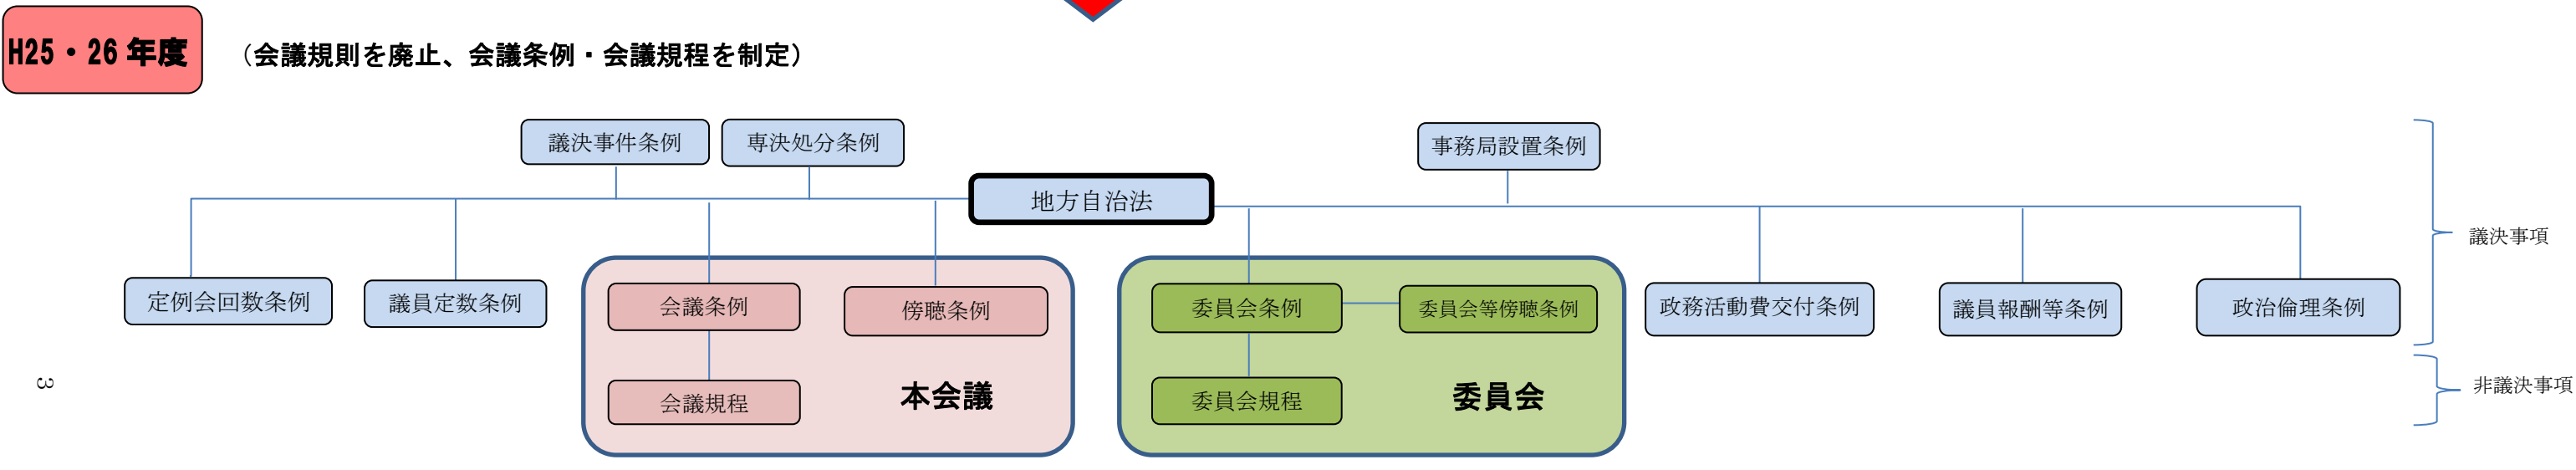 H25・26年度
（会議規則を廃止、会議条例・会議規程を制定）
議決事件条例
専決処分条例
事務局設置条例
地方自治法
議決事項
定例会回数条例
議員定数条例
会議条例
傍聴条例
委員会条例
委員会等傍聴条例
政務活動費交付条例
議員報酬等条例
政治倫理条例
3
会議規程
本会議
委員会規程
委員会
非議決事項